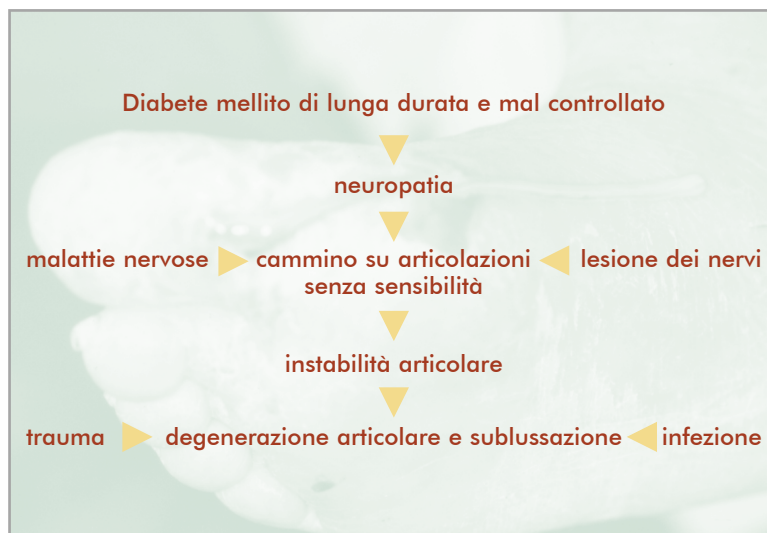 Diabete mellito di lunga durata e mal controllato
neuropatia
malattie nervose cammino su articolazioni lesione dei nervi
senza sensibilità
instabilità articolare
trauma degenerazione articolare e sublussazione infezione